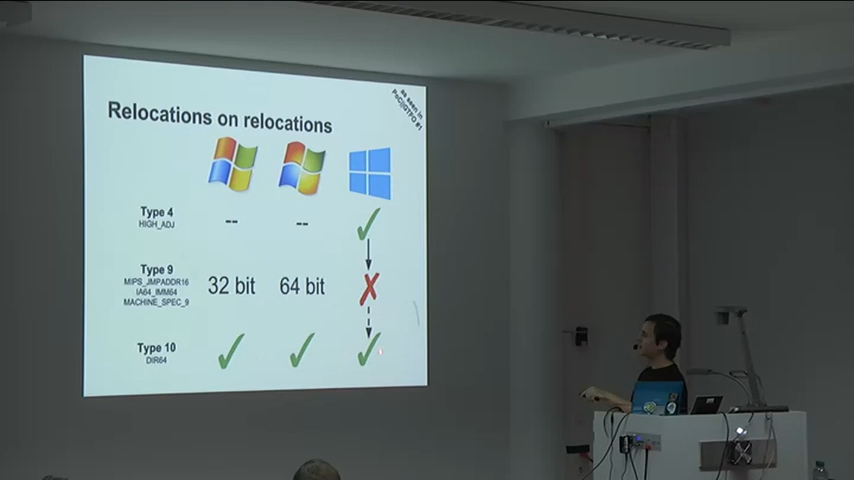 as seen in
PoC||GTFO #1
Relocations on relocations
Type 4
HIGH_ADJ
-- --
Type 9
MIPS_JMPADDR16
IA64_IMM64
MACHINE_SPEC_9
32 bit 64 bit
Type 10
DIR64